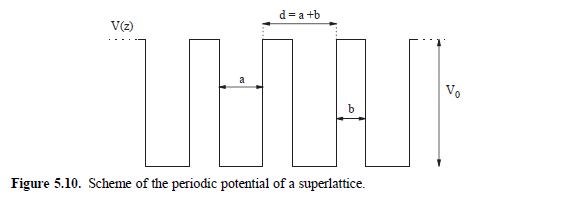 d = a +b
V(z)
a
V0
b
Figure 5.10. Scheme of the periodic potential of a superlattice.